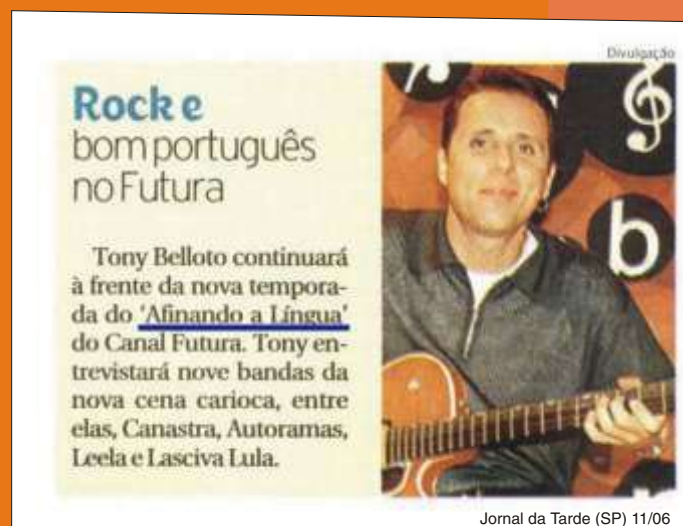 Divulgação
Rock e
bom português
no Futura
Tony Belloto continuará
à frente da nova tempora-
da do 'Afinando a Língua'
do Canal Futura. Tony en-
trevistará nove bandas da
nova cena carioca, entre
elas, Canastra, Autoramas,
Leela e Lasciva Lula.
b
Jornal da Tarde (SP) 11/06